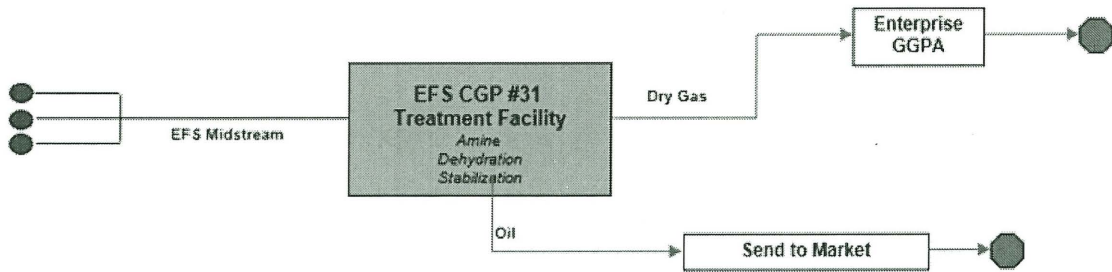 Enterprise
GGPA
EFS CGP #31
Treatment Facility
Amine
Dehydration
Stabilization
Dry Gas
EFS Midstream
Oil
Send to Market